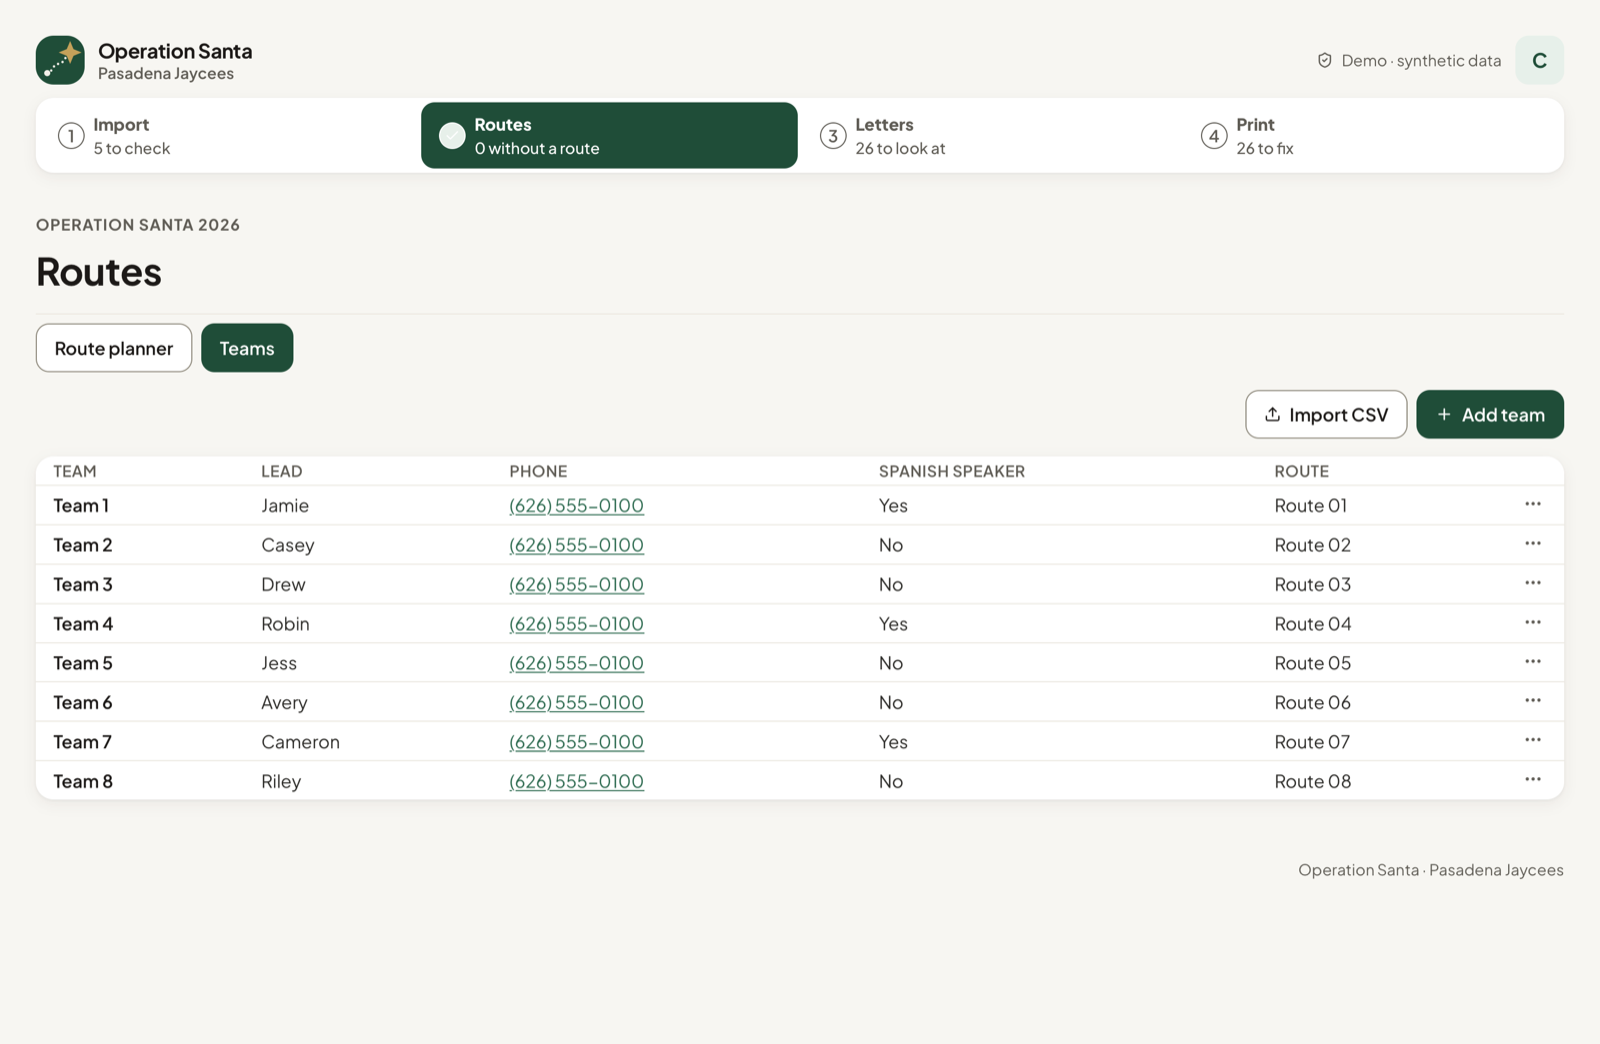 Operation Santa
Pasadena Jaycees
Demo · synthetic data
C
1
Import
5 to check
Routes
0 without a route
3
Letters
26 to look at
4
Print
26 to fix
OPERATION SANTA 2026
Routes
Route planner
Teams
Import CSV
+ Add team
TEAM LEAD PHONE SPANISH SPEAKER ROUTE
Team 1 Jamie (626) 555-0100 Yes Route 01 ···
Team 2 Casey (626) 555-0100 No Route 02 ···
Team 3 Drew (626) 555-0100 No Route 03 ···
Team 4 Robin (626) 555-0100 Yes Route 04 ···
Team 5 Jess (626) 555-0100 No Route 05 ···
Team 6 Avery (626) 555-0100 No Route 06 ···
Team 7 Cameron (626) 555-0100 Yes Route 07 ···
Team 8 Riley (626) 555-0100 No Route 08 ···
Operation Santa · Pasadena Jaycees